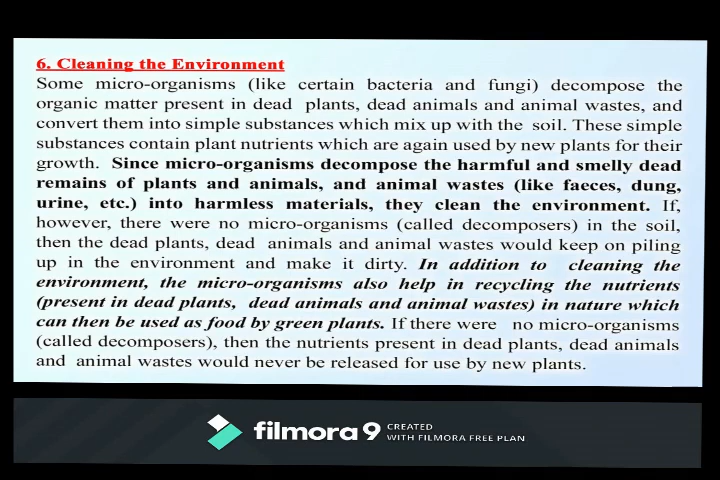 6. Cleaning the Environment
Some micro-organisms (like certain bacteria and fungi) decompose the
organic matter present in dead plants, dead animals and animal wastes, and
convert them into simple substances which mix up with the soil. These simple
substances contain plant nutrients which are again used by new plants for their
growth. Since micro-organisms decompose the harmful and smelly dead
remains of plants and animals, and animal wastes (like faeces, dung,
urine, etc.) into harmless materials, they clean the environment. If,
however, there were no micro-organisms (called decomposers) in the soil,
then the dead plants, dead animals and animal wastes would keep on piling
up in the environment and make it dirty. In addition to cleaning the
environment, the micro-organisms also help in recycling the nutrients
(present in dead plants, dead animals and animal wastes) in nature which
can then be used as food by green plants. If there were no micro-organisms
(called decomposers), then the nutrients present in dead plants, dead animals
and animal wastes would never be released for use by new plants.
filmora 9 CREATED
WITH FILMORA FREE PLAN